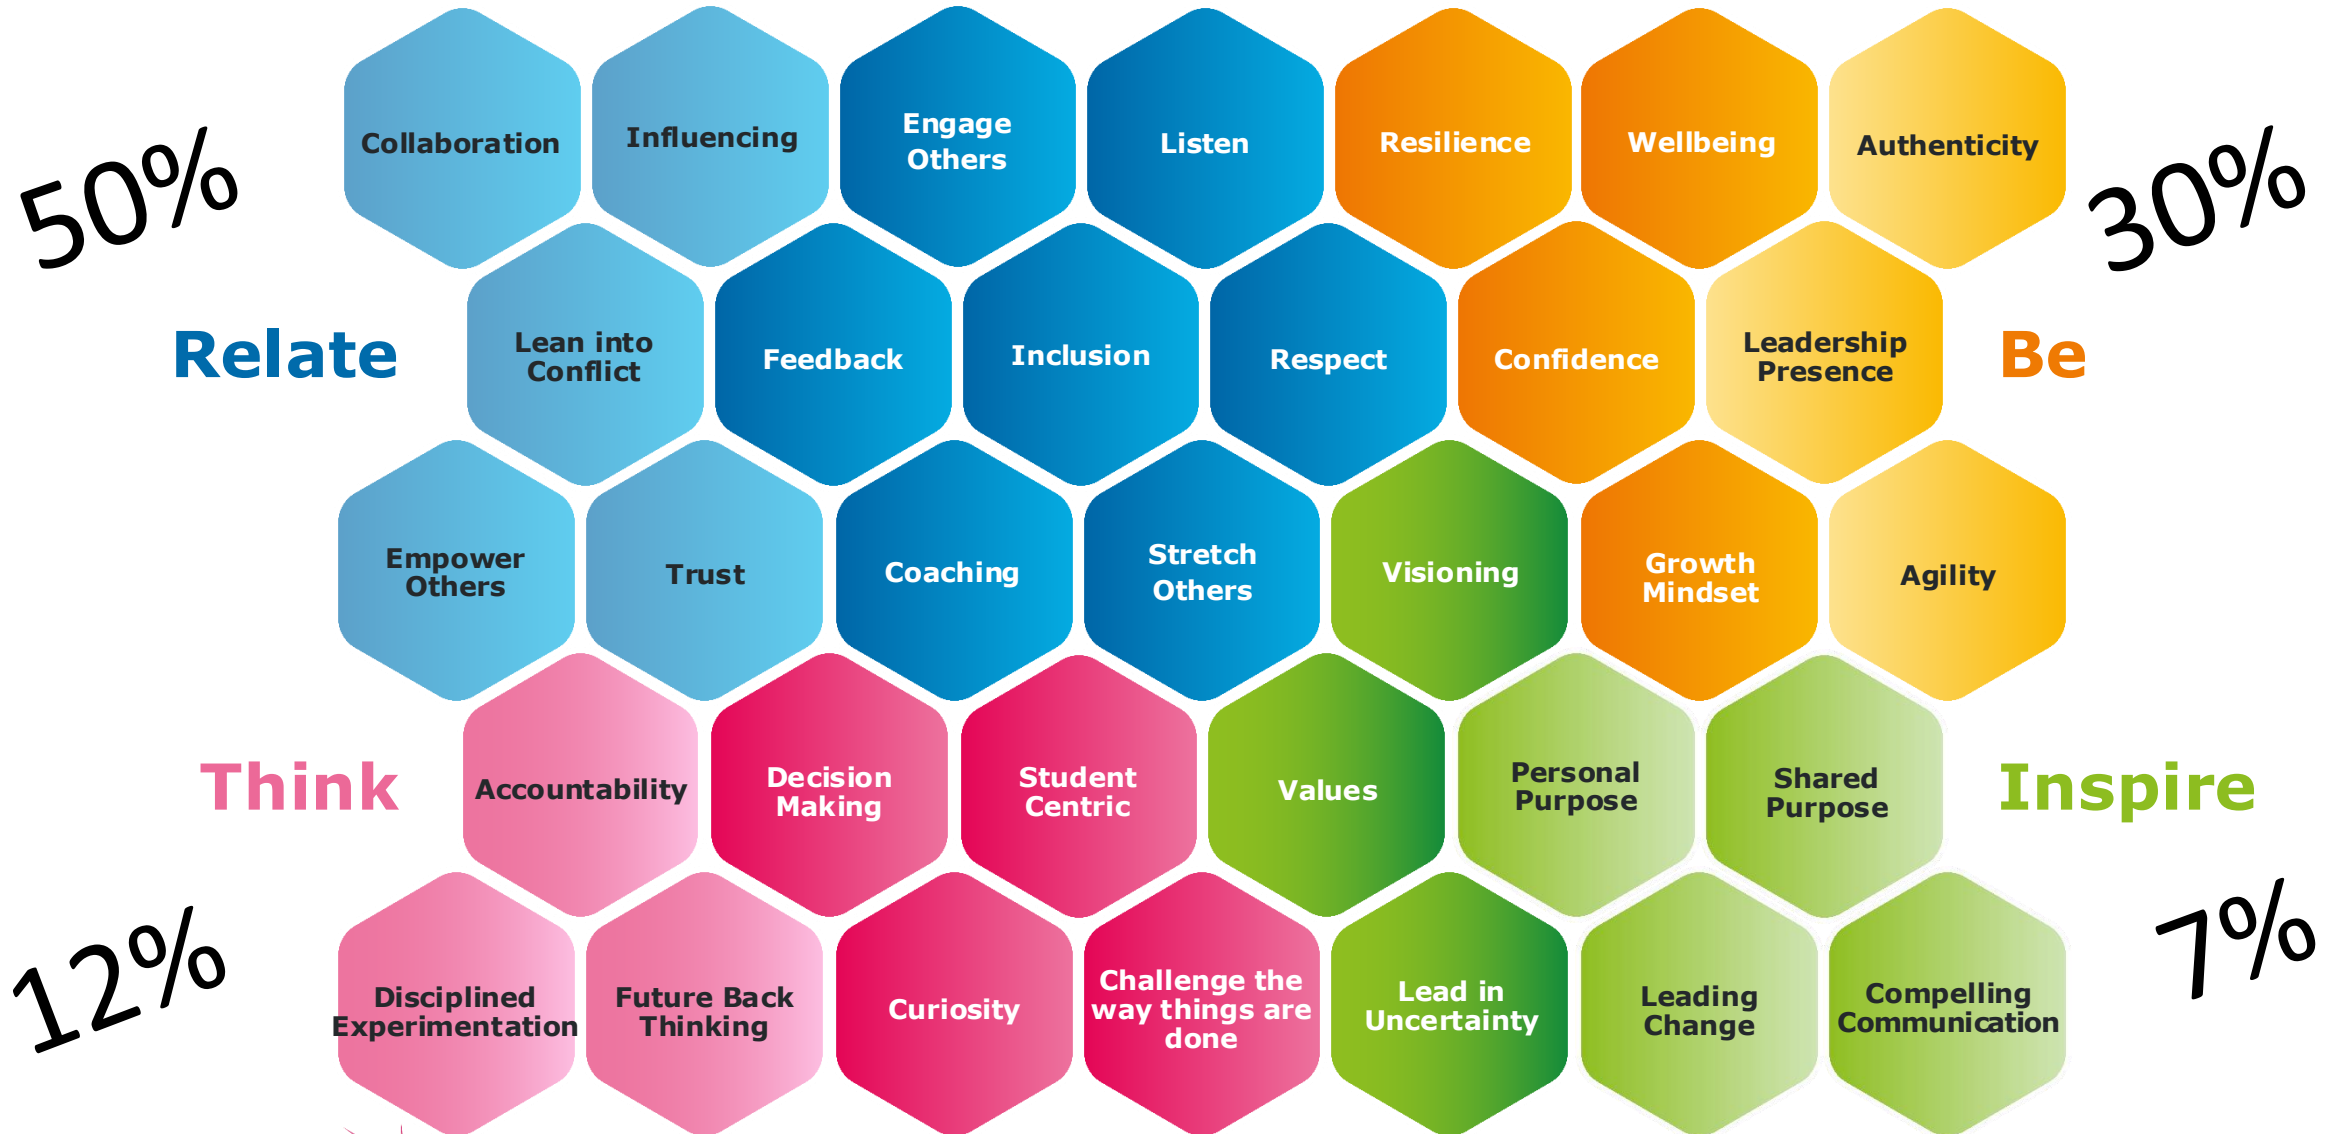 50%
Collaboration
Influencing
Engage
Others
Listen
Resilience
Wellbeing
Authenticity
30%
Relate
Lean into
Conflict
Feedback
Inclusion
Respect
Confidence
Leadership
Presence
Be
Empower
Others
Trust
Coaching
Stretch
Others
Visioning
Growth
Mindset
Agility
Think
Accountability
Decision
Making
Student
Centric
Values
Personal
Purpose
Shared
Purpose
Inspire
12%
Disciplined
Experimentation
Future Back
Thinking
Curiosity
Challenge the
way things are
done
Lead in
Uncertainty
Leading
Change
Compelling
Communication
7%